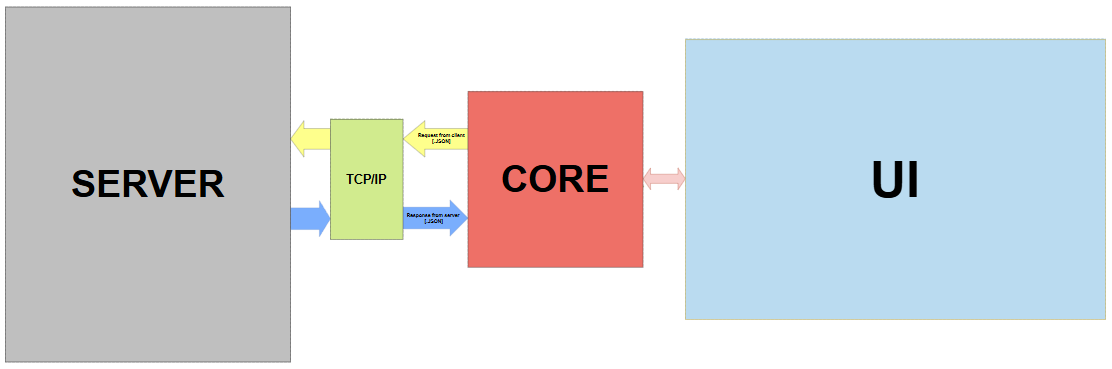 SERVER
TCP/IP
Request from client
[.JSON]
Response from server
[.JSON]
CORE
UI